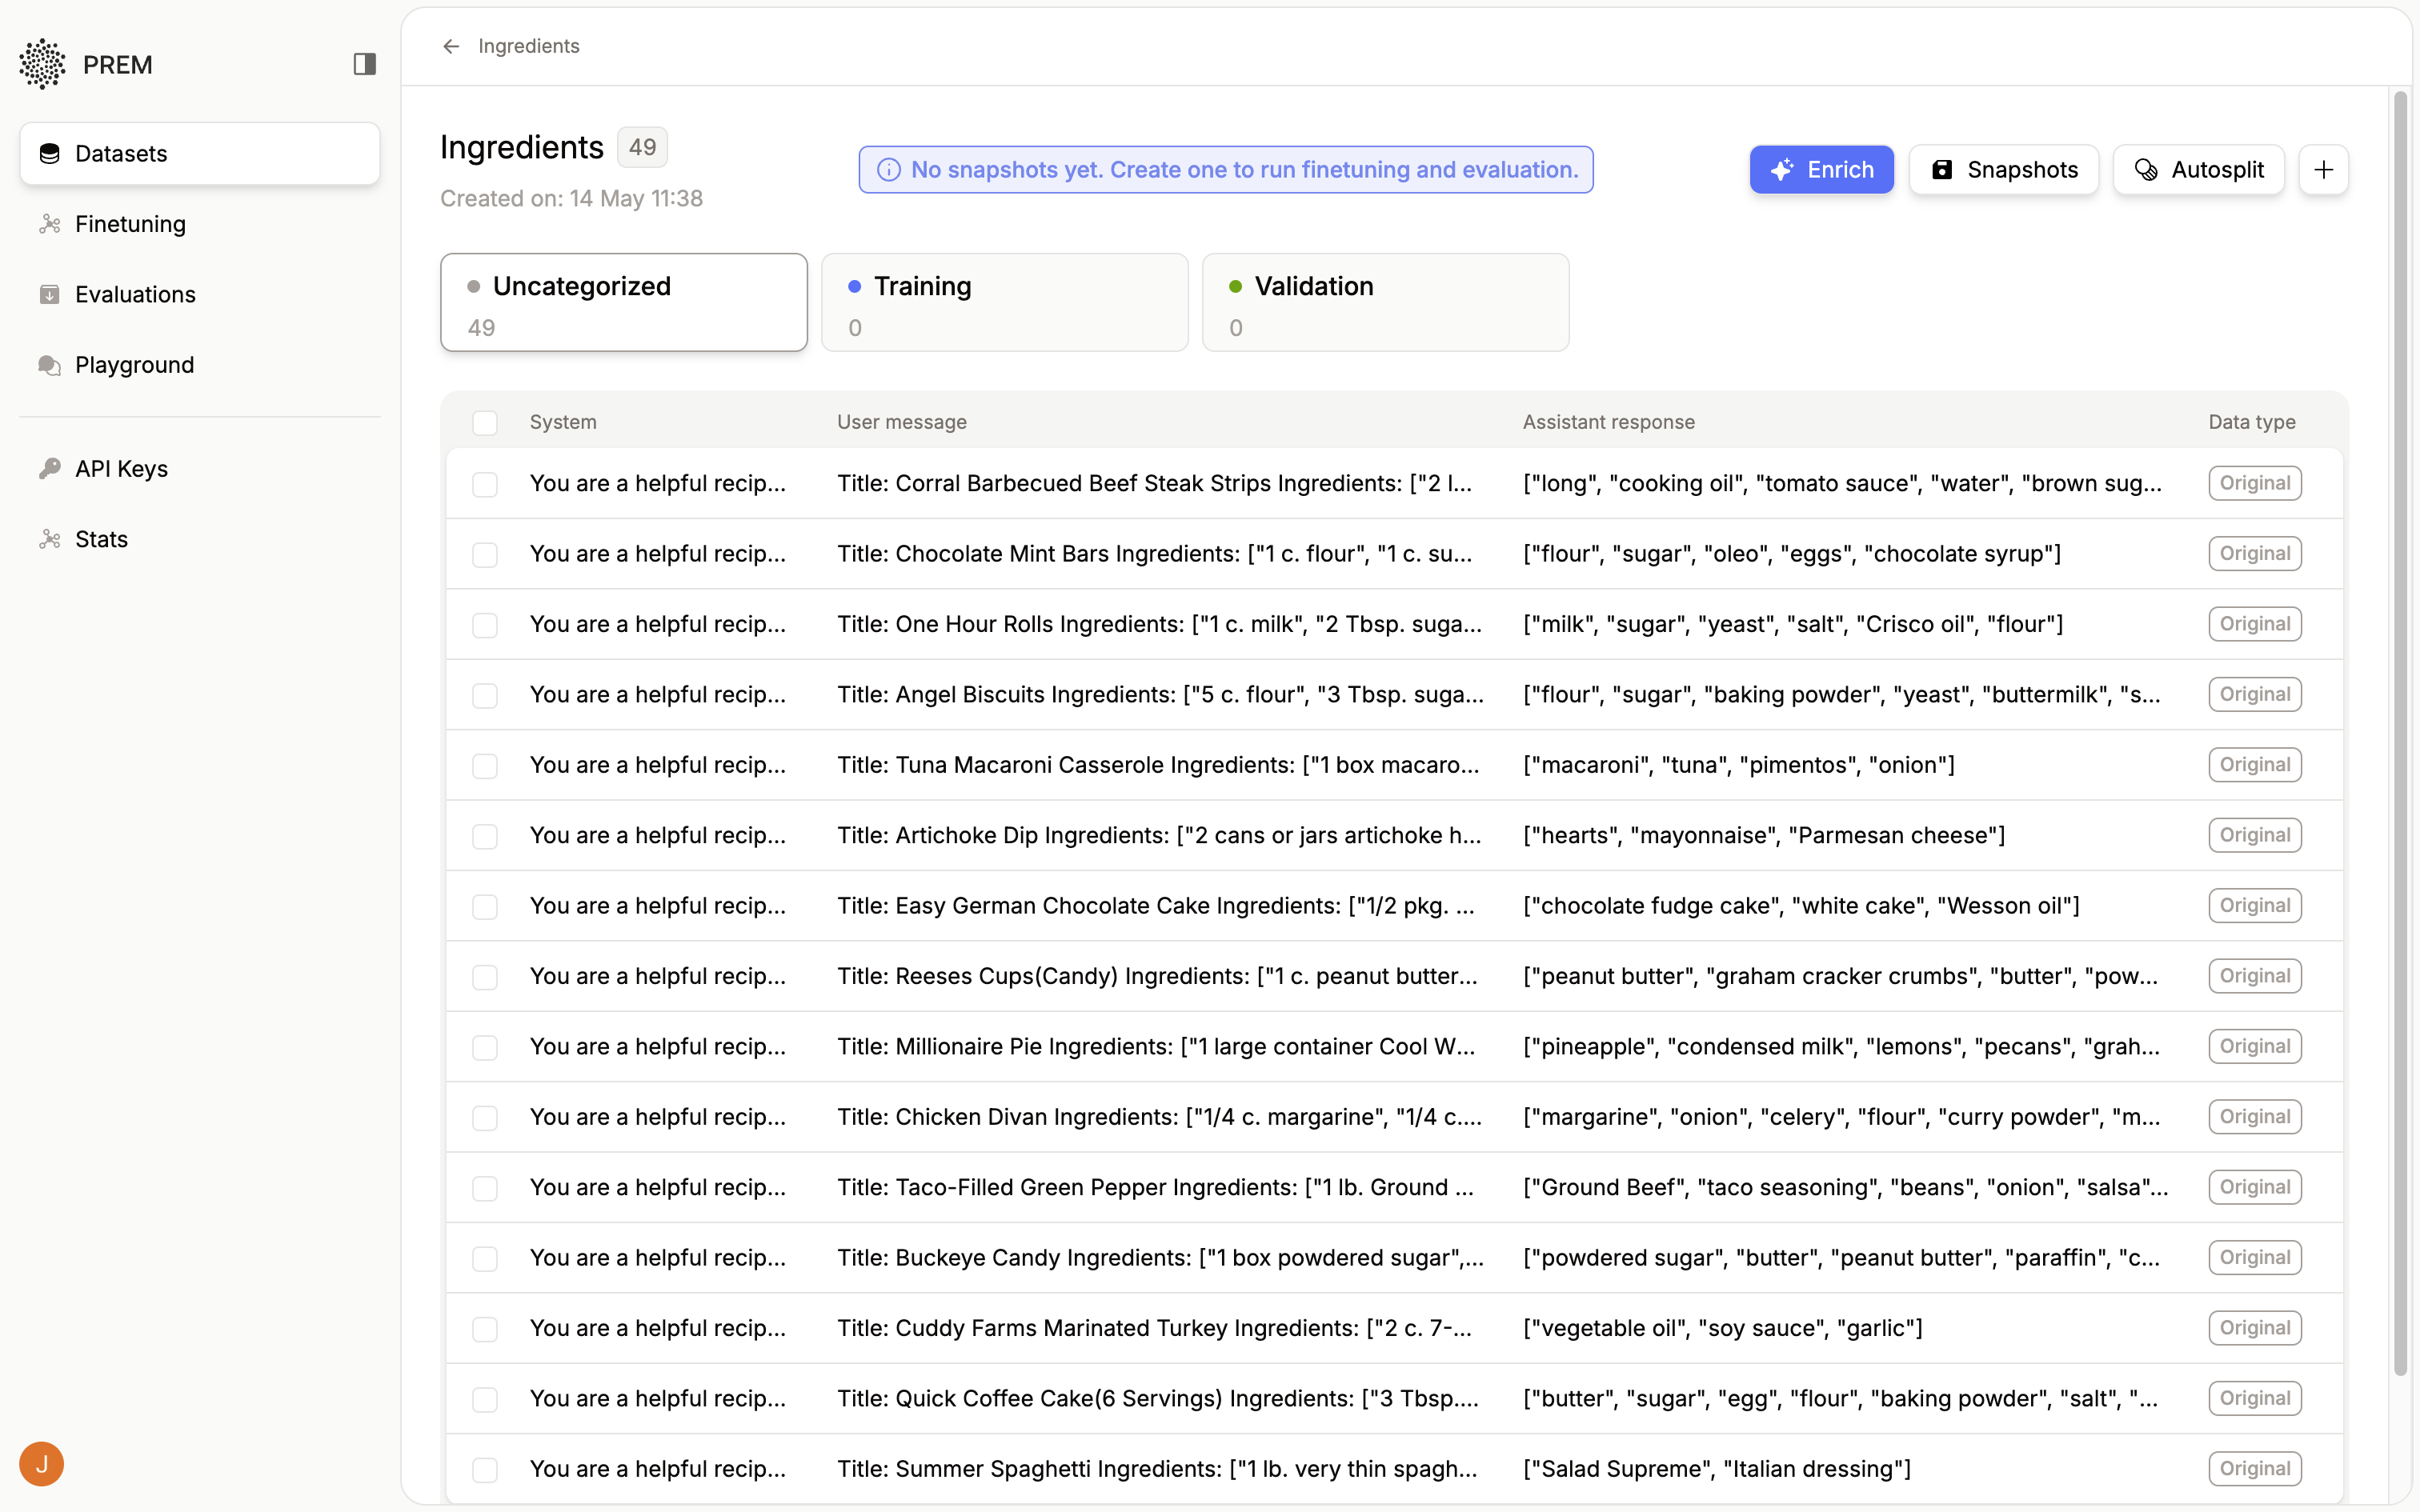 PREM
Datasets
Finetuning
Evaluations
Playground
API Keys
Stats
J
Ingredients
Ingredients 49
Created on: 14 May 11:38
No snapshots yet. Create one to run finetuning and evaluation.
Enrich
Snapshots
Autosplit
Uncategorized
49
Training
0
Validation
0
System User message Assistant response Data type
You are a helpful recip... Title: Corral Barbecued Beef Steak Strips Ingredients: ["2 l... ["long", "cooking oil", "tomato sauce", "water", "brown sug... Original
You are a helpful recip... Title: Chocolate Mint Bars Ingredients: ["1 c. flour", "1 c. su... ["flour", "sugar", "oleo", "eggs", "chocolate syrup"] Original
You are a helpful recip... Title: One Hour Rolls Ingredients: ["1 c. milk", "2 Tbsp. suga... ["milk", "sugar", "yeast", "salt", "Crisco oil", "flour"] Original
You are a helpful recip... Title: Angel Biscuits Ingredients: ["5 c. flour", "3 Tbsp. suga... ["flour", "sugar", "baking powder", "yeast", "buttermilk", "s... Original
You are a helpful recip... Title: Tuna Macaroni Casserole Ingredients: ["1 box macaro... ["macaroni", "tuna", "pimentos", "onion"] Original
You are a helpful recip... Title: Artichoke Dip Ingredients: ["2 cans or jars artichoke h... ["hearts", "mayonnaise", "Parmesan cheese"] Original
You are a helpful recip... Title: Easy German Chocolate Cake Ingredients: ["1/2 pkg. ... ["chocolate fudge cake", "white cake", "Wesson oil"] Original
You are a helpful recip... Title: Reeses Cups(Candy) Ingredients: ["1 c. peanut butter... ["peanut butter", "graham cracker crumbs", "butter", "pow... Original
You are a helpful recip... Title: Millionaire Pie Ingredients: ["1 large container Cool W... ["pineapple", "condensed milk", "lemons", "pecans", "grah... Original
You are a helpful recip... Title: Chicken Divan Ingredients: ["1/4 c. margarine", "1/4 c.... ["margarine", "onion", "celery", "flour", "curry powder", "m... Original
You are a helpful recip... Title: Taco-Filled Green Pepper Ingredients: ["1 lb. Ground ... ["Ground Beef", "taco seasoning", "beans", "onion", "salsa"... Original
You are a helpful recip... Title: Buckeye Candy Ingredients: ["1 box powdered sugar",... ["powdered sugar", "butter", "peanut butter", "paraffin", "c... Original
You are a helpful recip... Title: Cuddy Farms Marinated Turkey Ingredients: ["2 c. 7-... ["vegetable oil", "soy sauce", "garlic"] Original
You are a helpful recip... Title: Quick Coffee Cake(6 Servings) Ingredients: ["3 Tbsp.... ["butter", "sugar", "egg", "flour", "baking powder", "salt", "... Original
You are a helpful recip... Title: Summer Spaghetti Ingredients: ["1 lb. very thin spagh... ["Salad Supreme", "Italian dressing"] Original